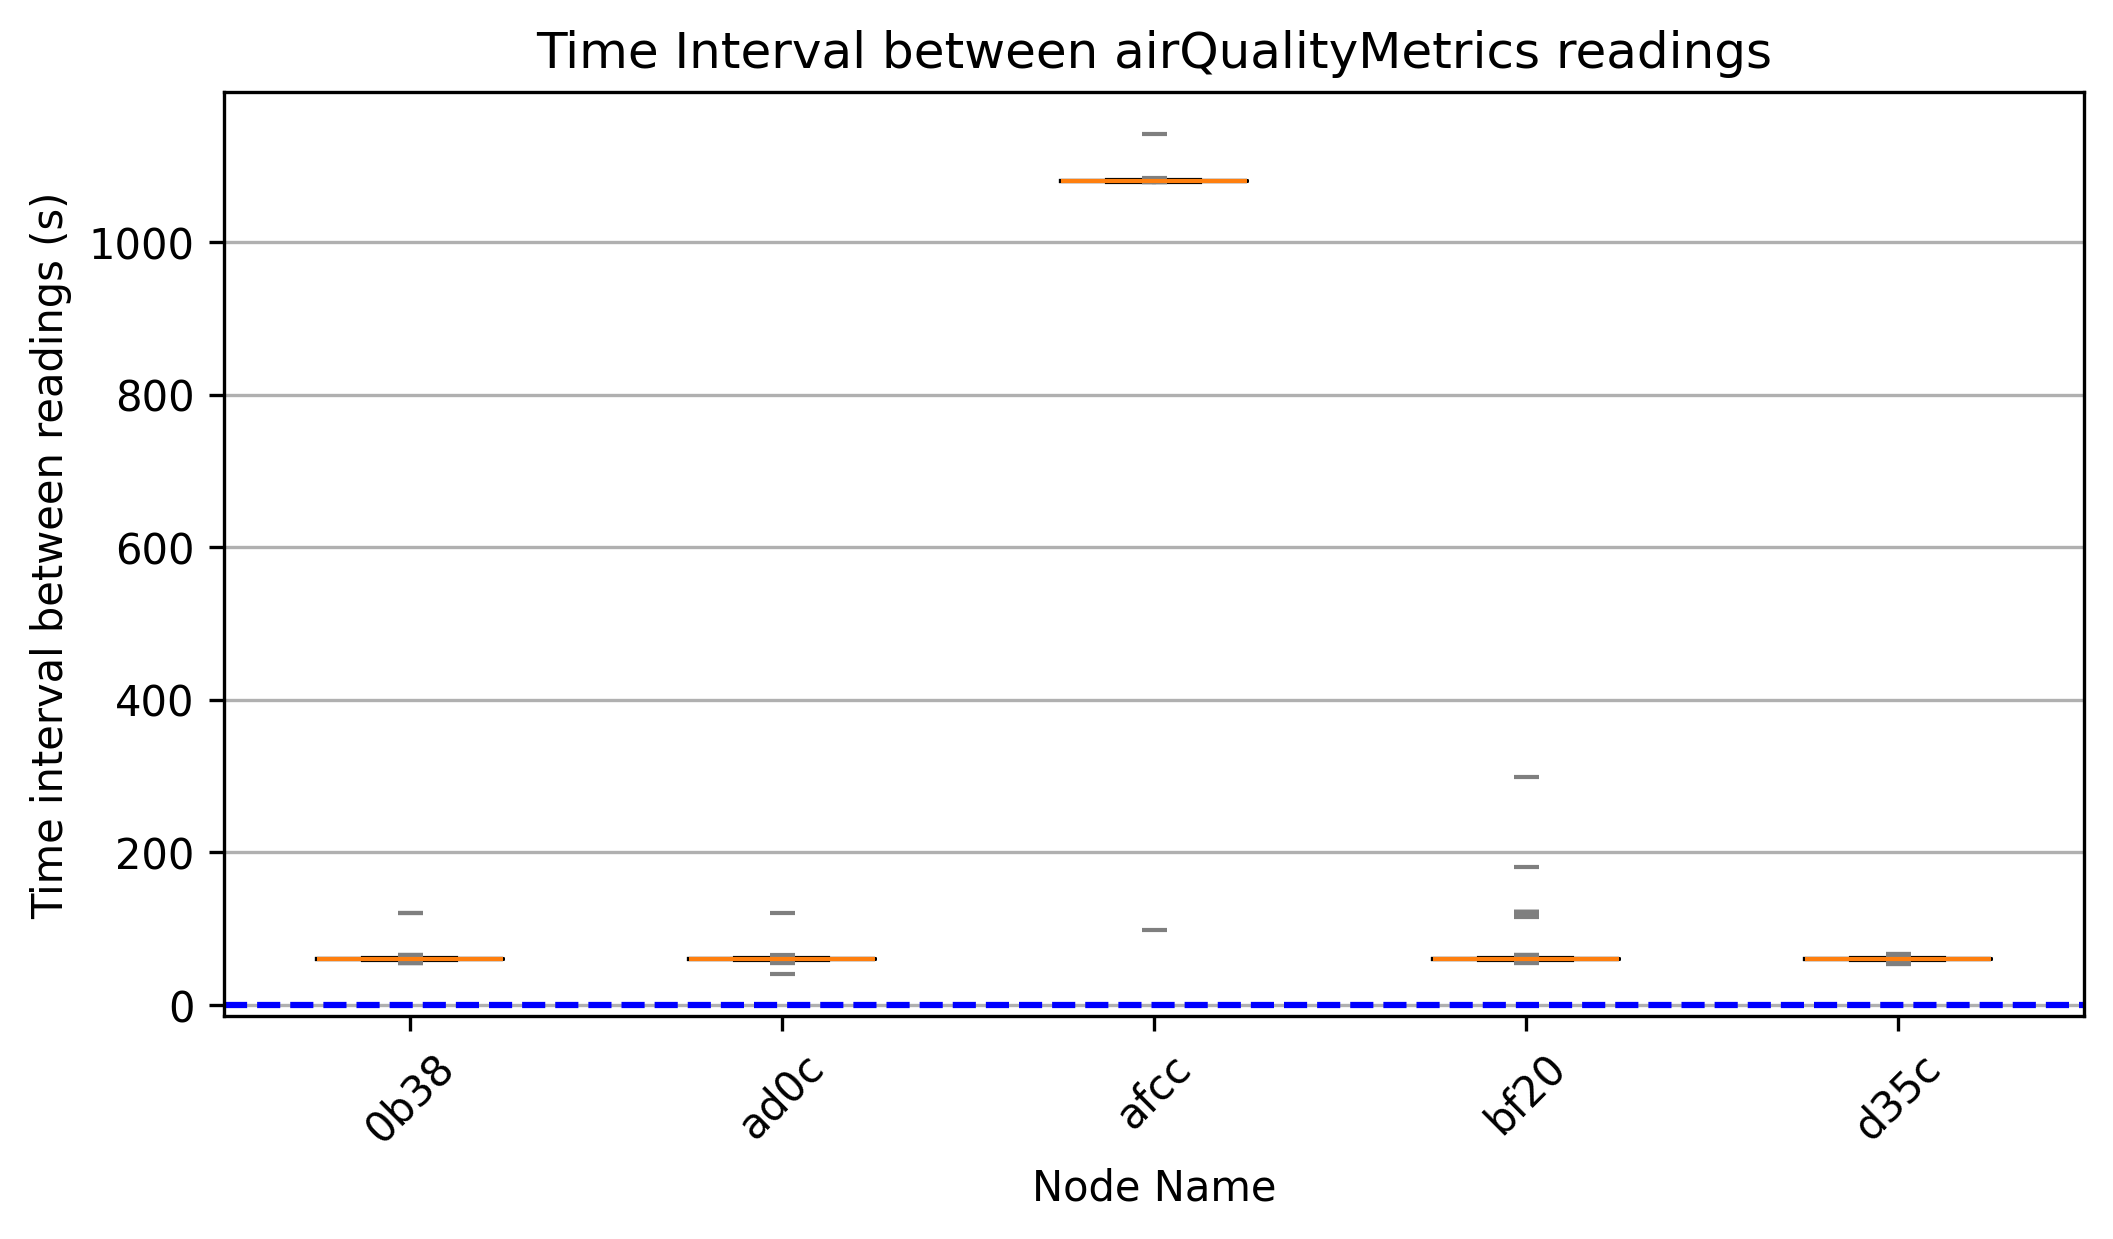 Time Interval between airQualityMetrics readings
Time interval between readings (s)
1000
800
600
400
200
0
0b38
ad0c
afcc
bf20
d35c
Node Name